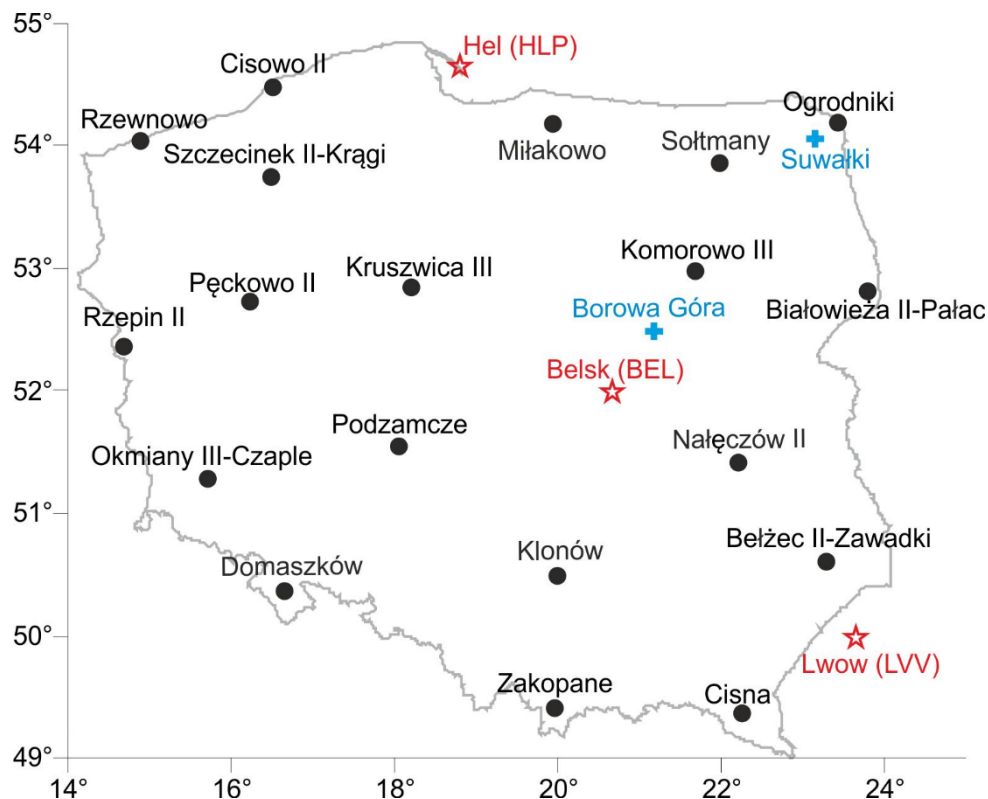 55°
Hel (HLP)
Cisowo II
Ogrodniki
Rzewnowo
54°
Miłakowo
Sołtmany
Szczecinek II-Krągi
Suwałki
53°
Komorowo III
Kruszwica III
Pęckowo II
Borowa Góra
Białowieża II-Pałac
Rzepin II
Belsk (BEL)
52°
Podzamcze
Nałęczów II
Okmiany III-Czaple
51°
Bełżec II-Zawadki
Klonów
Domaszków
50°
Lwow (LVV)
Zakopane
Cisna
49°
14° 16° 18° 20° 22° 24°